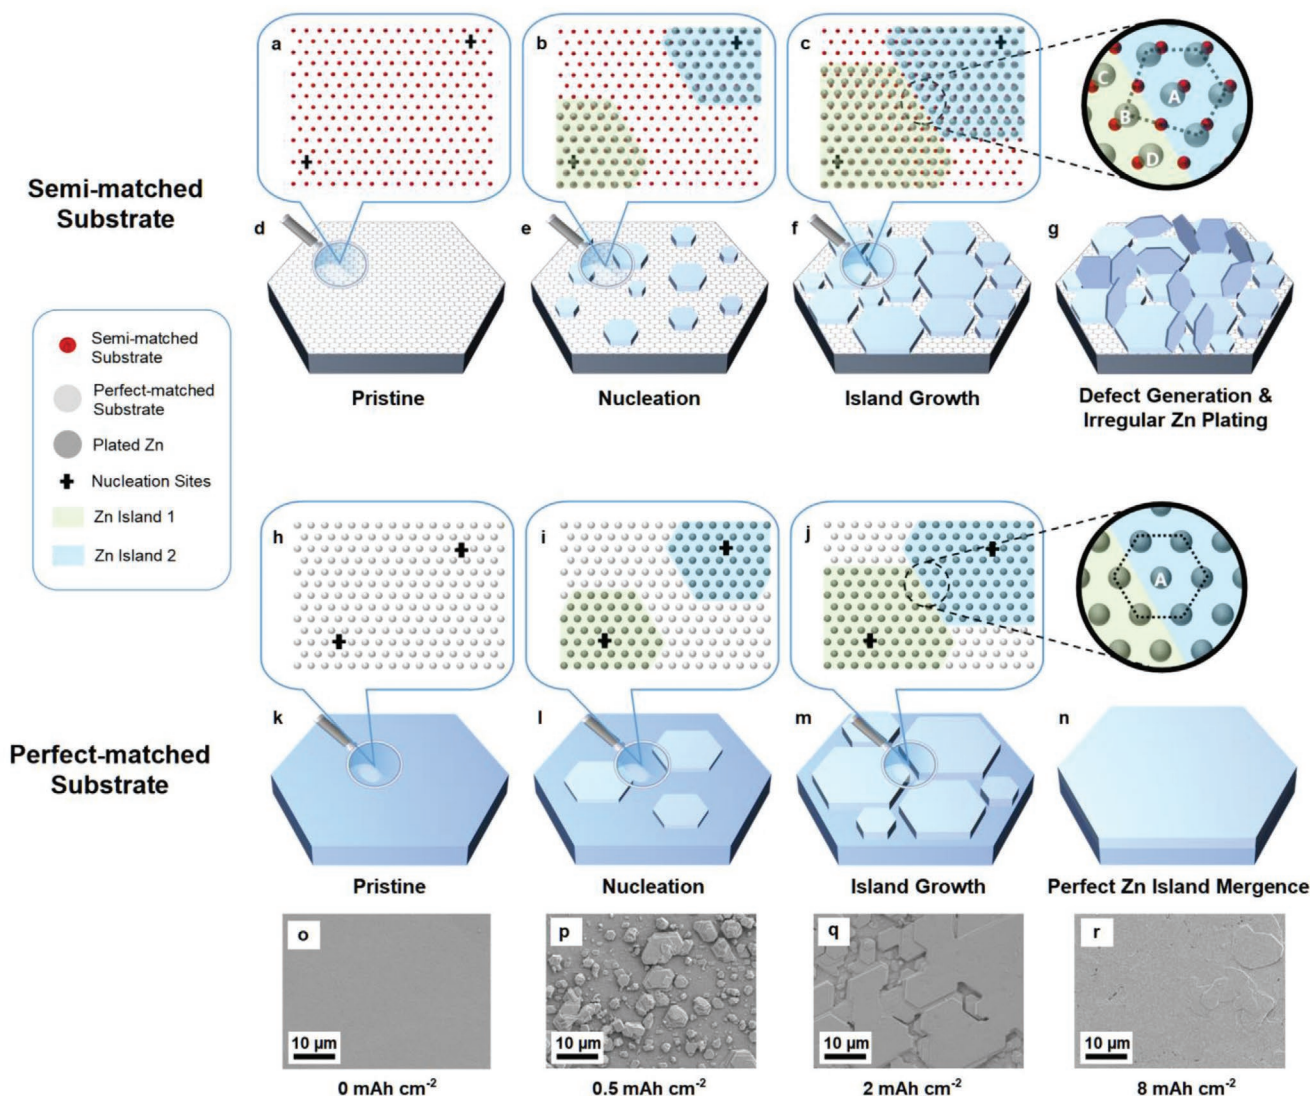 a
b
c
C
A
B
D
Semi-matched
Substrate
d
e
f
g
Pristine
Nucleation
Island Growth
Defect Generation &
Irregular Zn Plating
Semi-matched
Substrate
Perfect-matched
Substrate
Plated Zn
Nucleation Sites
Zn Island 1
Zn Island 2
h
i
j
A
Perfect-matched
Substrate
k
l
m
n
Pristine
Nucleation
Island Growth
Perfect Zn Island Mergence
o
p
q
r
10 µm
10 µm
10 µm
10 µm
0 mAh cm⁻²
0.5 mAh cm⁻²
2 mAh cm⁻²
8 mAh cm⁻²